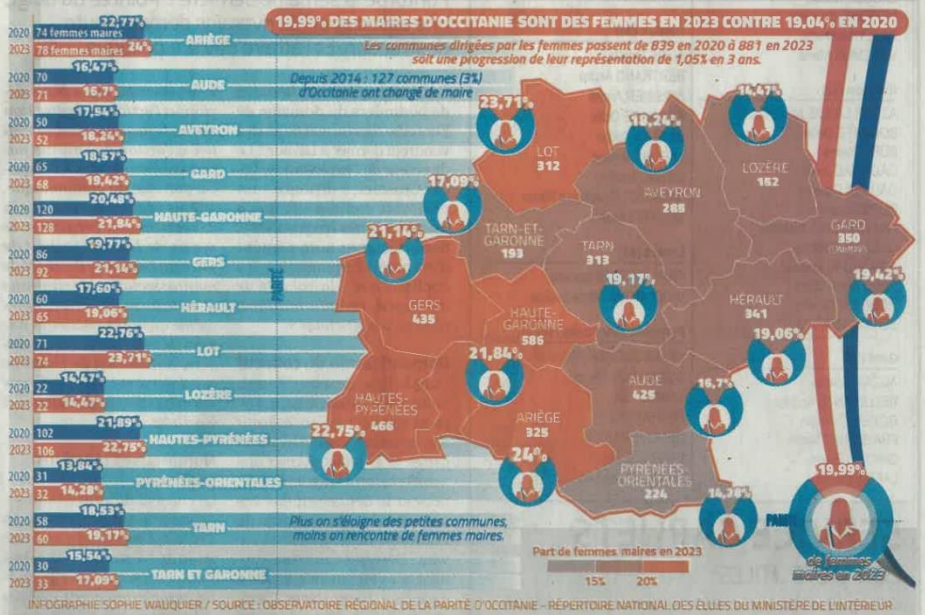 19,99% DES MAIRES D'OCCITANIE SONT DES FEMMES EN 2023 CONTRE 19,04% EN 2020
Les communes dirigées par les femmes passent de 839 en 2020 à 881 en 2023
soit une progression de leur représentation de 1,05% en 3 ans.
Depuis 2014 : 127 communes (3%)
d'Occitanie ont changé de maire
22,77%
2020 74 femmes maires
2023 78 femmes maires 24%
ARIÈGE
16,47%
2020 70
2023 71 16,7%
AUDE
17,54%
2020 50
2023 52 18,24%
AVEYRON
18,57%
2020 65
2023 68 19,42%
GARD
20,48%
2020 120
2023 128 21,84%
HAUTE-GARONNE
19,77%
2020 86
2023 92 21,14%
GERS
17,60%
2020 60
2023 65 19,06%
HÉRAULT
22,76%
2020 71
2023 74 23,71%
LOT
14,47%
2020 22
2023 22 14,47%
LOZÈRE
21,89%
2020 102
2023 106 22,75%
HAUTES-PYRÉNÉES
13,84%
2020 31
2023 32 14,28%
PYRÉNÉES-ORIENTALES
18,53%
2020 58
2023 60 19,17%
TARN
15,54%
2020 30
2023 33 17,09%
TARN ET GARONNE
PARITÉ
23,71%
LOT
312
18,24%
AVEYRON
285
14,47%
LOZÈRE
152
17,09%
TARN-ET-
GARONNE
193
TARN
313
19,17%
GARD
350
19,42%
21,14%
GERS
435
HAUTE-
GARONNE
586
21,84%
HÉRAULT
341
19,06%
HAUTES-
PYRÉNÉES
466
22,75%
ARIÈGE
325
24%
AUDE
425
16,7%
PYRÉNÉES-
ORIENTALES
224
14,28%
19,99%
de femmes
maires en 2023
Plus on s'éloigne des petites communes,
moins on rencontre de femmes maires.
Part de femmes maires en 2023
15% 20%
INFOGRAPHIE SOPHIE WAUQUIER / SOURCE : OBSERVATOIRE RÉGIONAL DE LA PARITÉ D'OCCITANIE - RÉPERTOIRE NATIONAL DES ÉLUES DU MINISTÈRE DE L'INTÉRIEUR